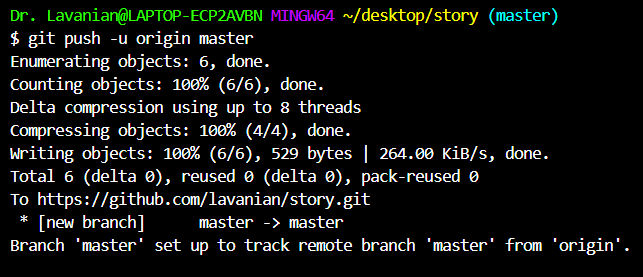 Dr. Lavanian@LAPTOP-ECP2AVBN MINGW64 ~/desktop/story (master)
$ git push -u origin master
Enumerating objects: 6, done.
Counting objects: 100% (6/6), done.
Delta compression using up to 8 threads
Compressing objects: 100% (4/4), done.
Writing objects: 100% (6/6), 529 bytes | 264.00 KiB/s, done.
Total 6 (delta 0), reused 0 (delta 0), pack-reused 0
To https://github.com/lavanian/story.git
 * [new branch]      master -> master
Branch 'master' set up to track remote branch 'master' from 'origin'.